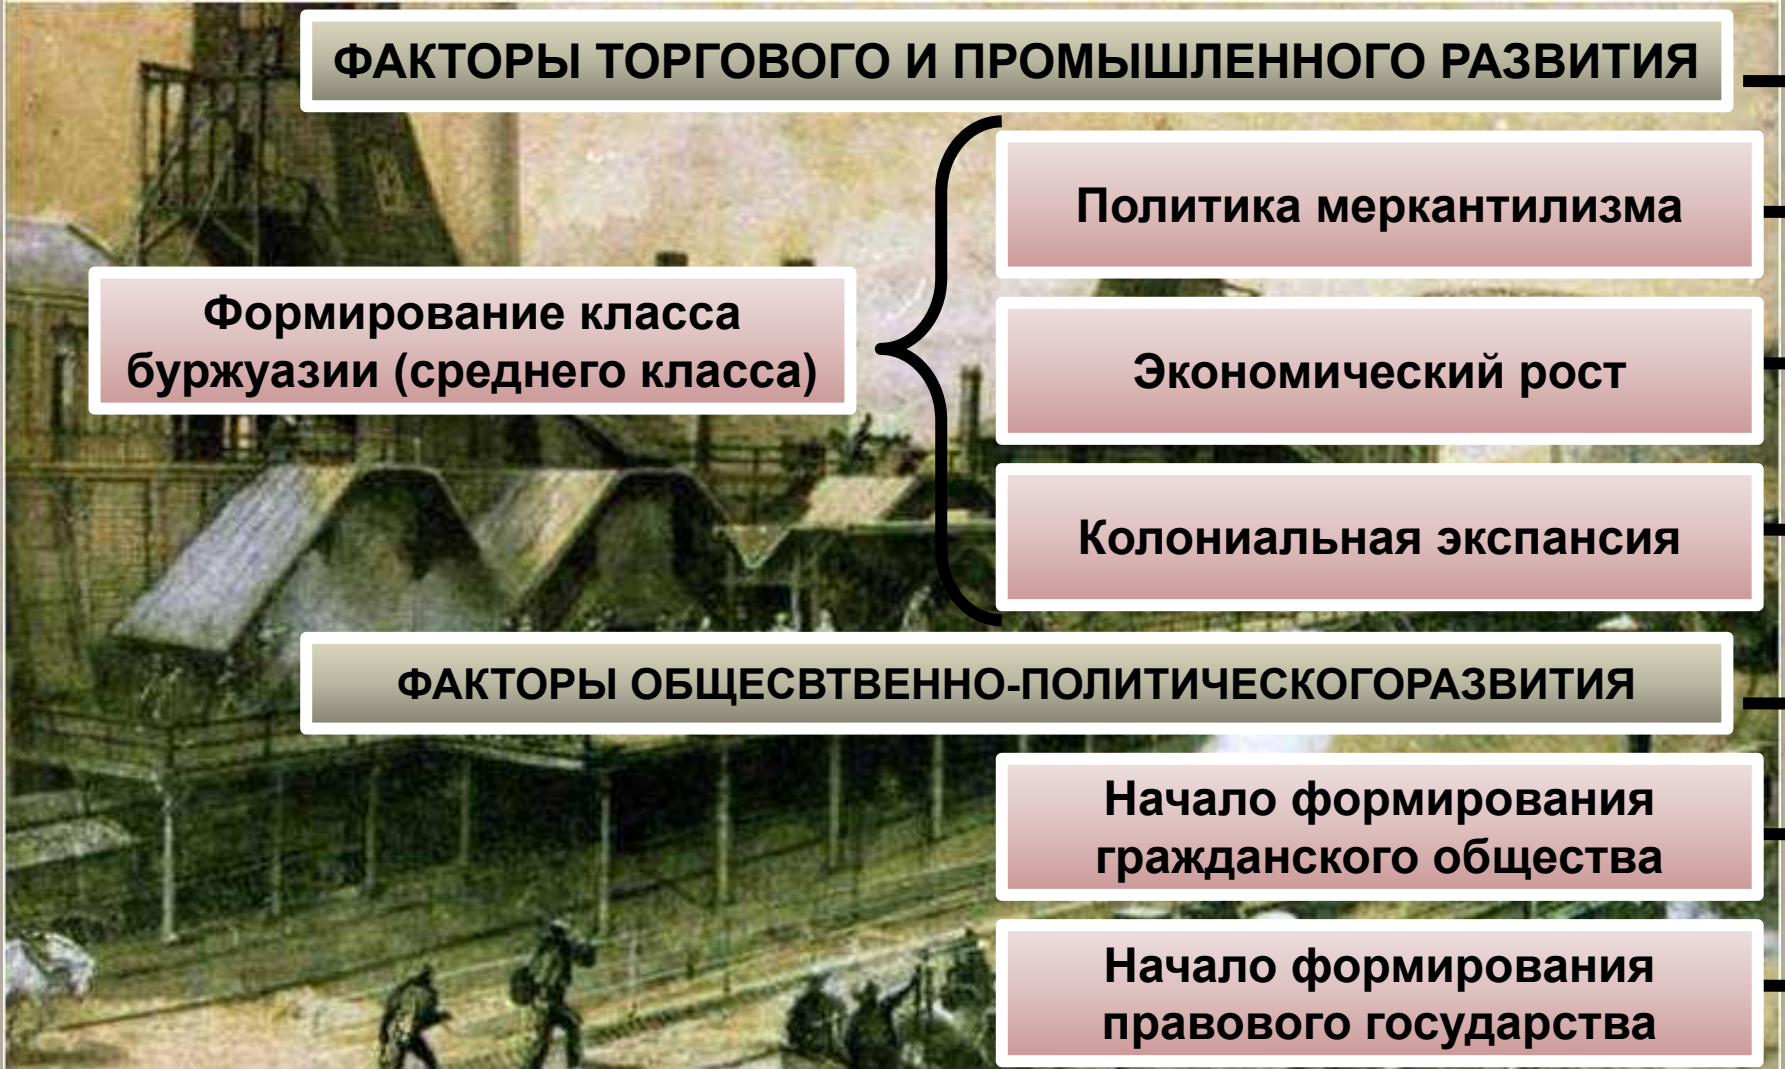 ФАКТОРЫ ТОРГОВОГО И ПРОМЫШЛЕННОГО РАЗВИТИЯ
Политика меркантилизма
Формирование класса
буржуазии (среднего класса)
Экономический рост
Колониальная экспансия
ФАКТОРЫ ОБЩЕСВТВЕННО-ПОЛИТИЧЕСКОГОРАЗВИТИЯ
Начало формирования
гражданского общества
Начало формирования
правового государства